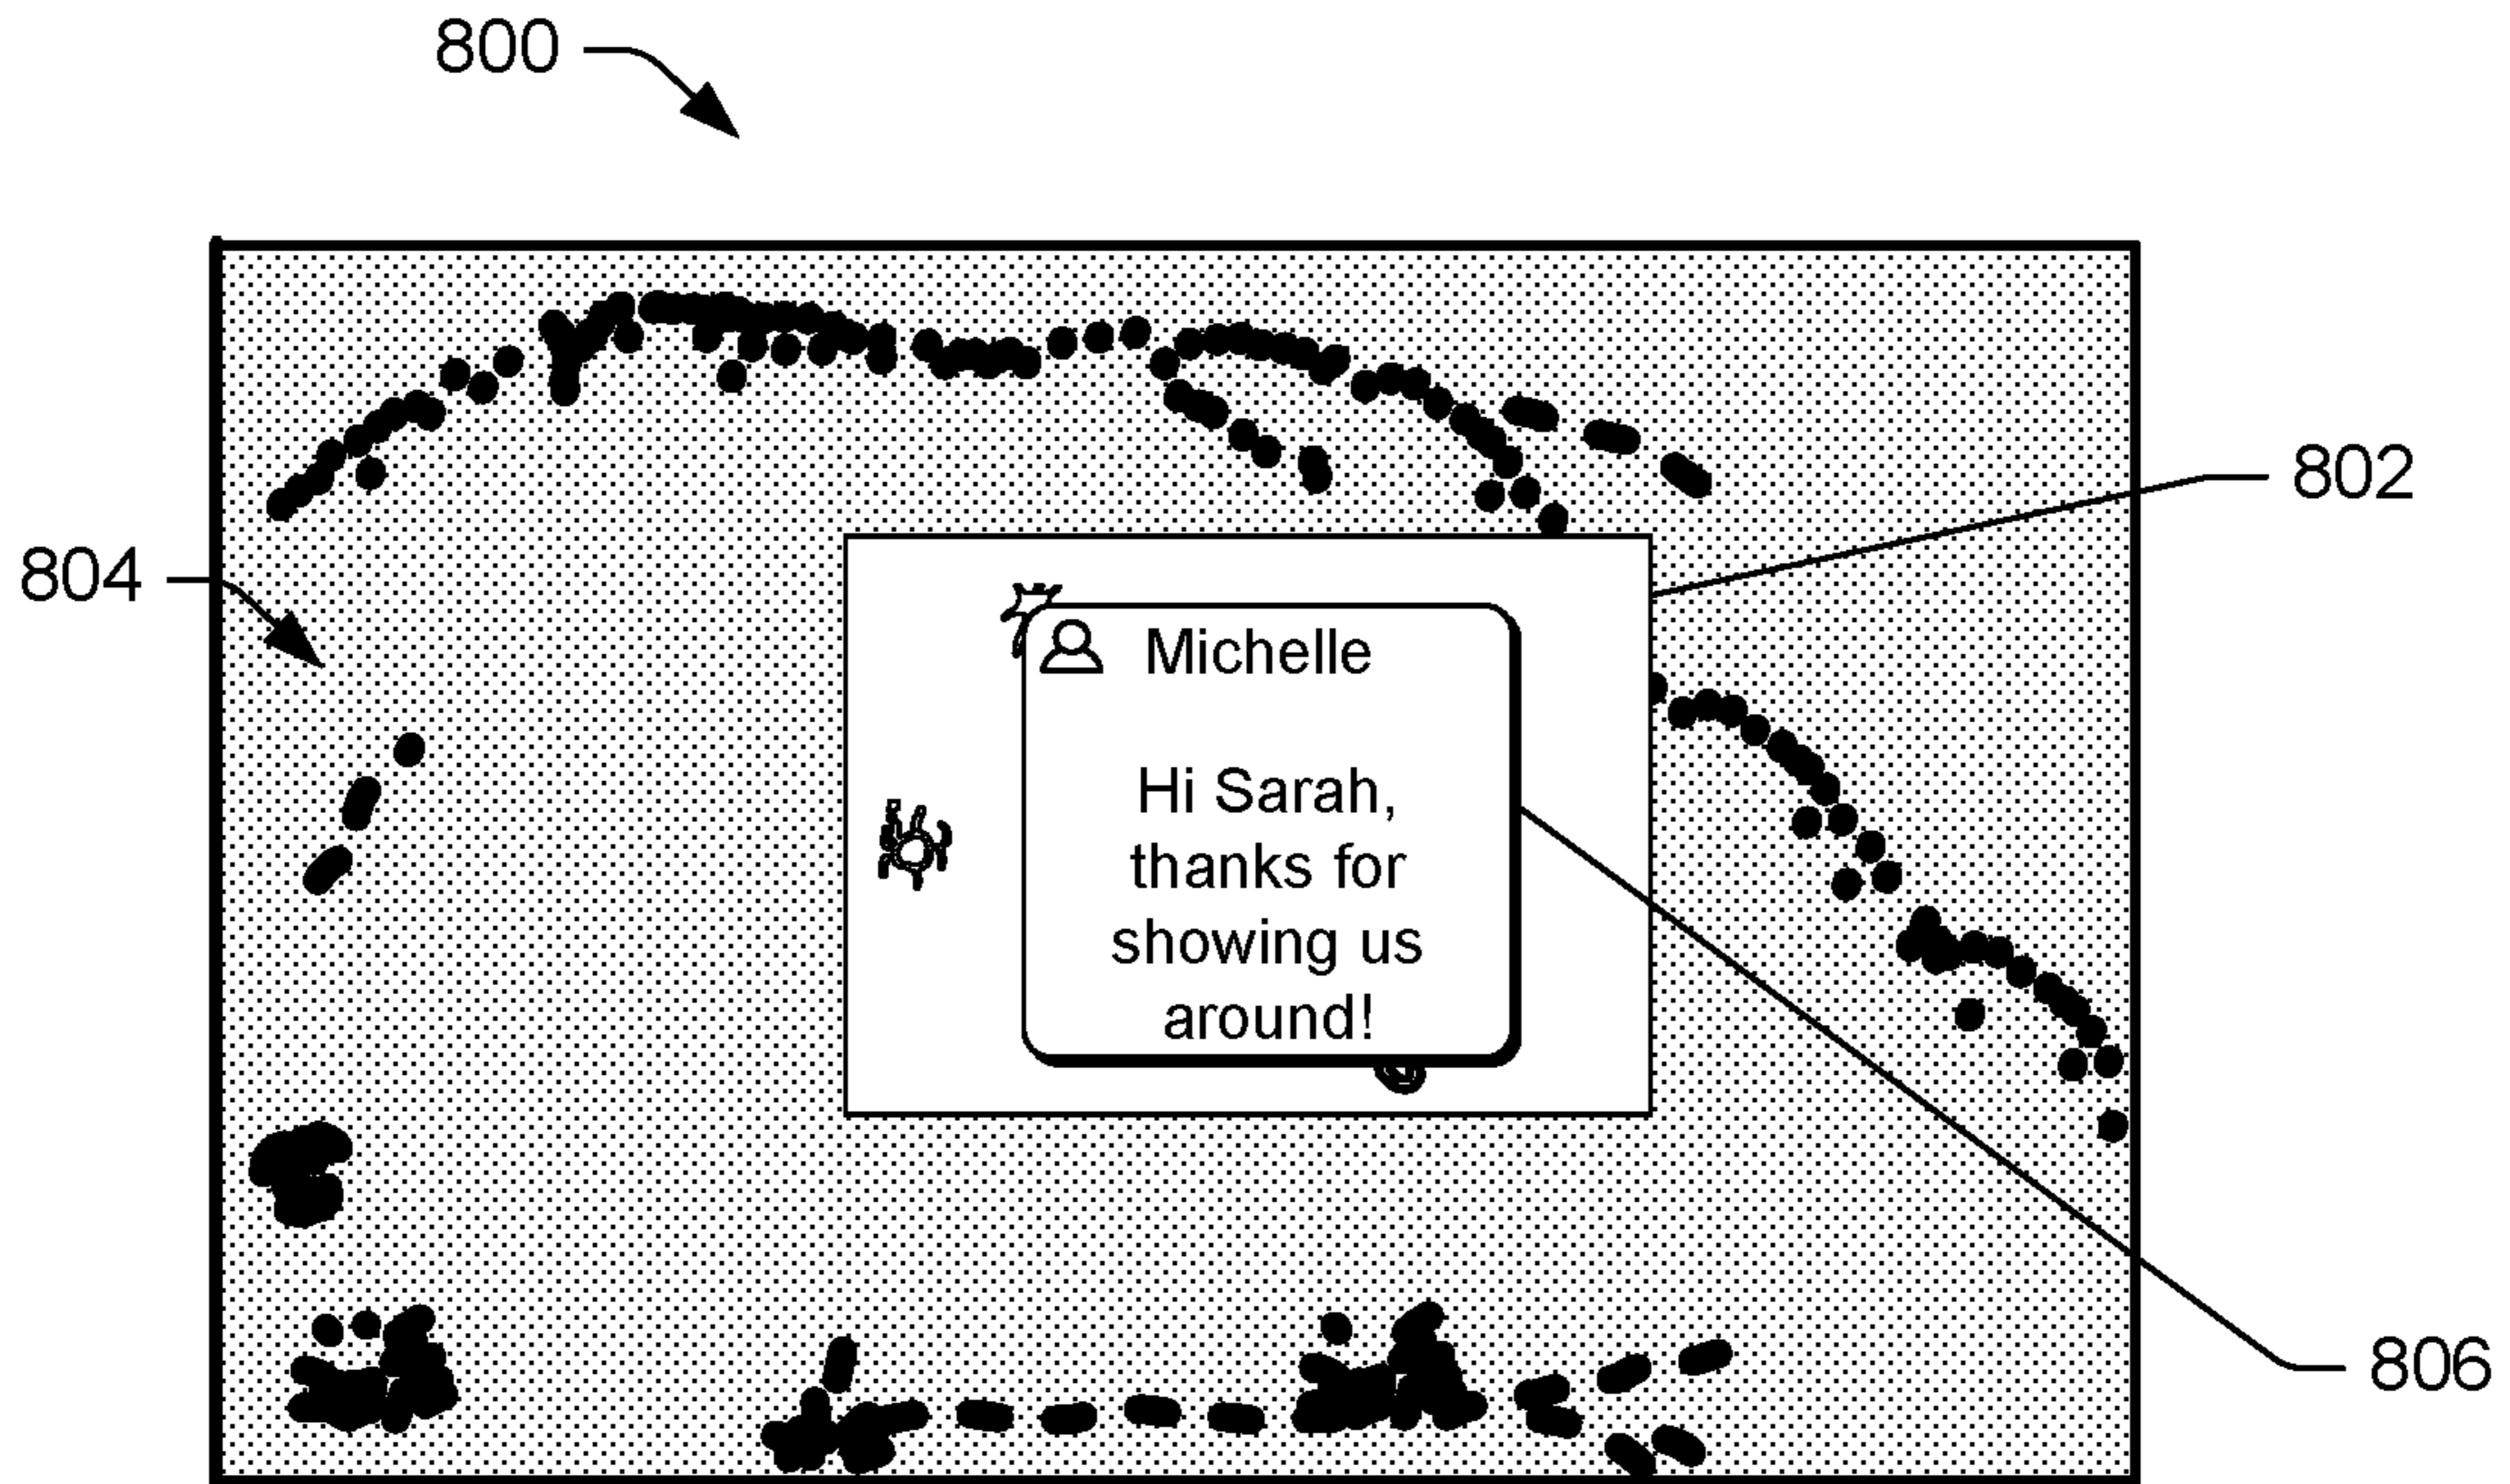 800
802
804
Michelle
Hi Sarah,
thanks for
showing us
around!
806